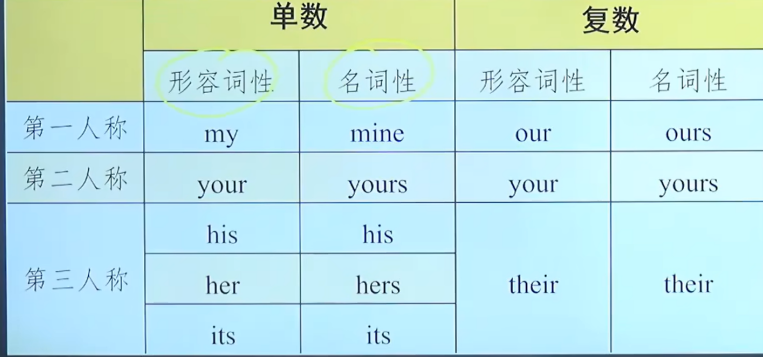 单数 复数
形容词性 名词性 形容词性 名词性
第一人称 my mine our ours
第二人称 your yours your yours
his his
第三人称 her hers their their
its its